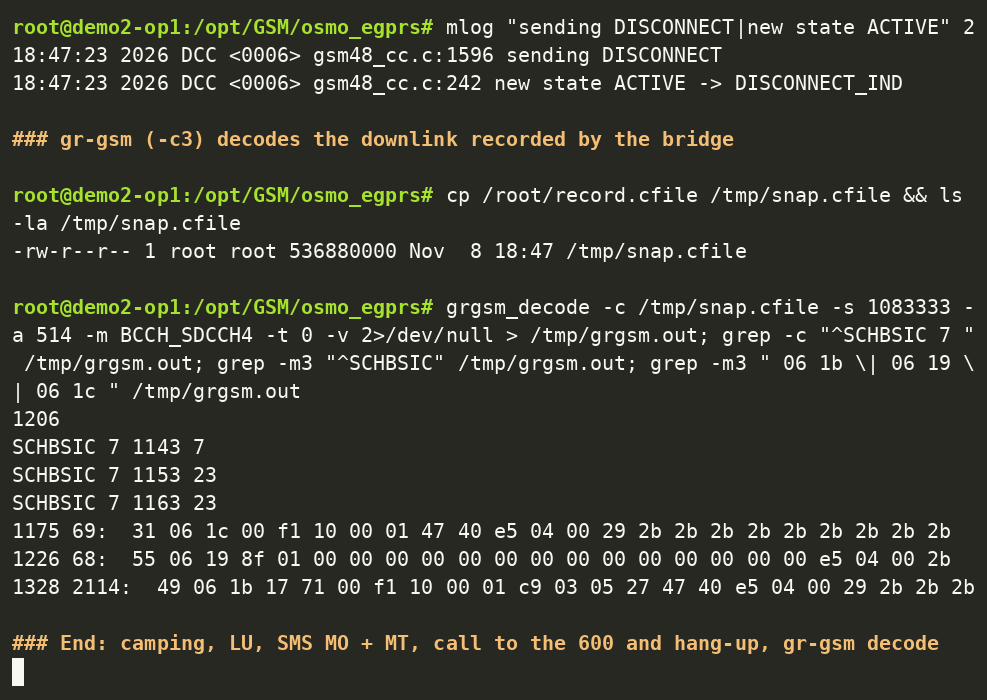 root@demo2-op1:/opt/GSM/osmo_egprs# mlog "sending DISCONNECT|new state ACTIVE" 2
18:47:23 2026 DCC <0006> gsm48_cc.c:1596 sending DISCONNECT
18:47:23 2026 DCC <0006> gsm48_cc.c:242 new state ACTIVE -> DISCONNECT_IND
### gr-gsm (-c3) decodes the downlink recorded by the bridge
root@demo2-op1:/opt/GSM/osmo_egprs# cp /root/record.cfile /tmp/snap.cfile && ls
-la /tmp/snap.cfile
-rw-r--r-- 1 root root 536880000 Nov  8 18:47 /tmp/snap.cfile
root@demo2-op1:/opt/GSM/osmo_egprs# grgsm_decode -c /tmp/snap.cfile -s 1083333 -
a 514 -m BCCH_SDCCH4 -t 0 -v 2>/dev/null > /tmp/grgsm.out; grep -c "^SCHBSIC 7 "
 /tmp/grgsm.out; grep -m3 "^SCHBSIC" /tmp/grgsm.out; grep -m3 " 06 1b \| 06 19 \
| 06 1c " /tmp/grgsm.out
1206
SCHBSIC 7 1143 7
SCHBSIC 7 1153 23
SCHBSIC 7 1163 23
1175 69:  31 06 1c 00 f1 10 00 01 47 40 e5 04 00 29 2b 2b 2b 2b 2b 2b 2b 2b 2b
1226 68:  55 06 19 8f 01 00 00 00 00 00 00 00 00 00 00 00 00 00 00 e5 04 00 2b
1328 2114:  49 06 1b 17 71 00 f1 10 00 01 c9 03 05 27 47 40 e5 04 00 29 2b 2b 2b
### End: camping, LU, SMS MO + MT, call to the 600 and hang-up, gr-gsm decode